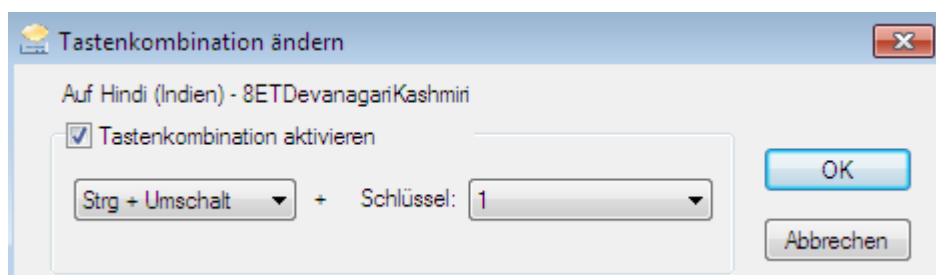 Tastenkombination ändern
Auf Hindi (Indien) - 8ETDevanagariKashmiri
Tastenkombination aktivieren
Strg + Umschalt + Schlüssel: 1
OK
Abbrechen